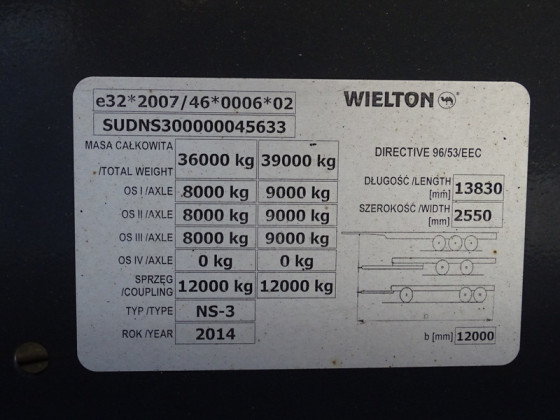 e32*2007/46*0006*02
WIELTON
SUDNS300000045633
MASA CAŁKOWITA
/TOTAL WEIGHT 36000 kg 39000 kg
DIRECTIVE 96/53/EEC
OS I /AXLE 8000 kg 9000 kg
DŁUGOŚĆ /LENGTH [mm] 13830
OS II /AXLE 8000 kg 9000 kg
SZEROKOŚĆ /WIDTH [mm] 2550
OS III /AXLE 8000 kg 9000 kg
OS IV /AXLE 0 kg 0 kg
SPRZĘG
/COUPLING 12000 kg 12000 kg
TYP /TYPE NS-3
b
ROK /YEAR 2014
b [mm] 12000